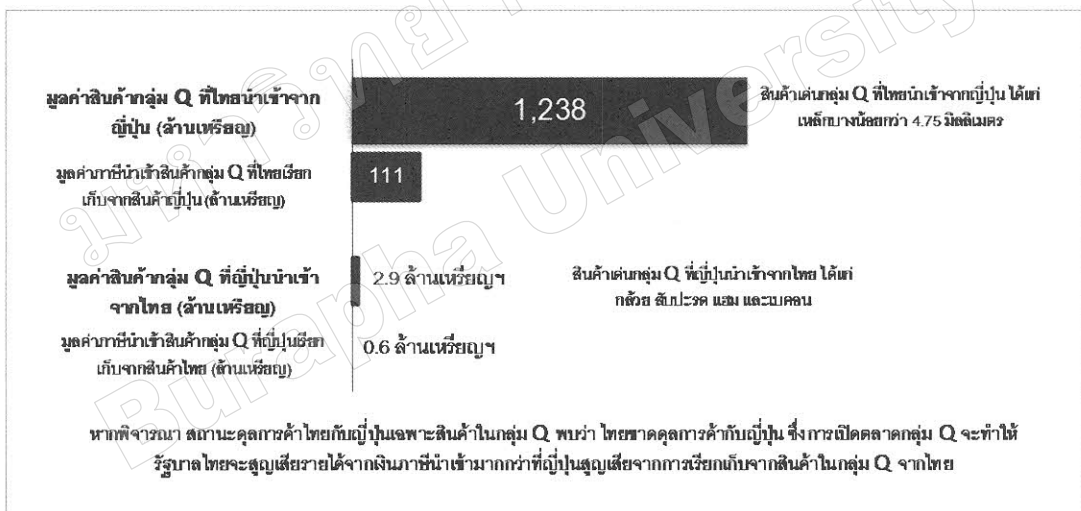 มูลค่าสินค้ากลุ่ม Q ที่ไทยนำเข้าจาก
ญี่ปุ่น (ล้านเหรียญ)
1,238
สินค้าเด่นกลุ่ม Q ที่ไทยนำเข้าจากญี่ปุ่น ได้แก่
เหล็กบางน้อยกว่า 4.75 มิลลิเมตร
มูลค่าภาษีนำเข้าสินค้ากลุ่ม Q ที่ไทยเรียก
เก็บจากสินค้าญี่ปุ่น (ล้านเหรียญ)
111
มูลค่าสินค้ากลุ่ม Q ที่ญี่ปุ่นนำเข้า
จากไทย (ล้านเหรียญ)
2.9 ล้านเหรียญฯ
สินค้าเด่นกลุ่ม Q ที่ญี่ปุ่นนำเข้าจากไทย ได้แก่
กล้วย สับปะรด แฮม และเบคอน
มูลค่าภาษีนำเข้าสินค้ากลุ่ม Q ที่ญี่ปุ่นเรียก
เก็บจากสินค้าไทย (ล้านเหรียญ)
0.6 ล้านเหรียญฯ
หากพิจารณา สถานะดุลการค้าไทยกับญี่ปุ่นเฉพาะสินค้าในกลุ่ม Q พบว่า ไทยขาดดุลการค้ากับญี่ปุ่น ซึ่งการเปิดตลาดกลุ่ม Q จะทำให้
รัฐบาลไทยจะสูญเสียรายได้จากเงินภาษีนำเข้ามากกว่าที่ญี่ปุ่นสูญเสียจากการเรียกเก็บจากสินค้าในกลุ่ม Q จากไทย
มหาวิทยาลัย
Burapha University